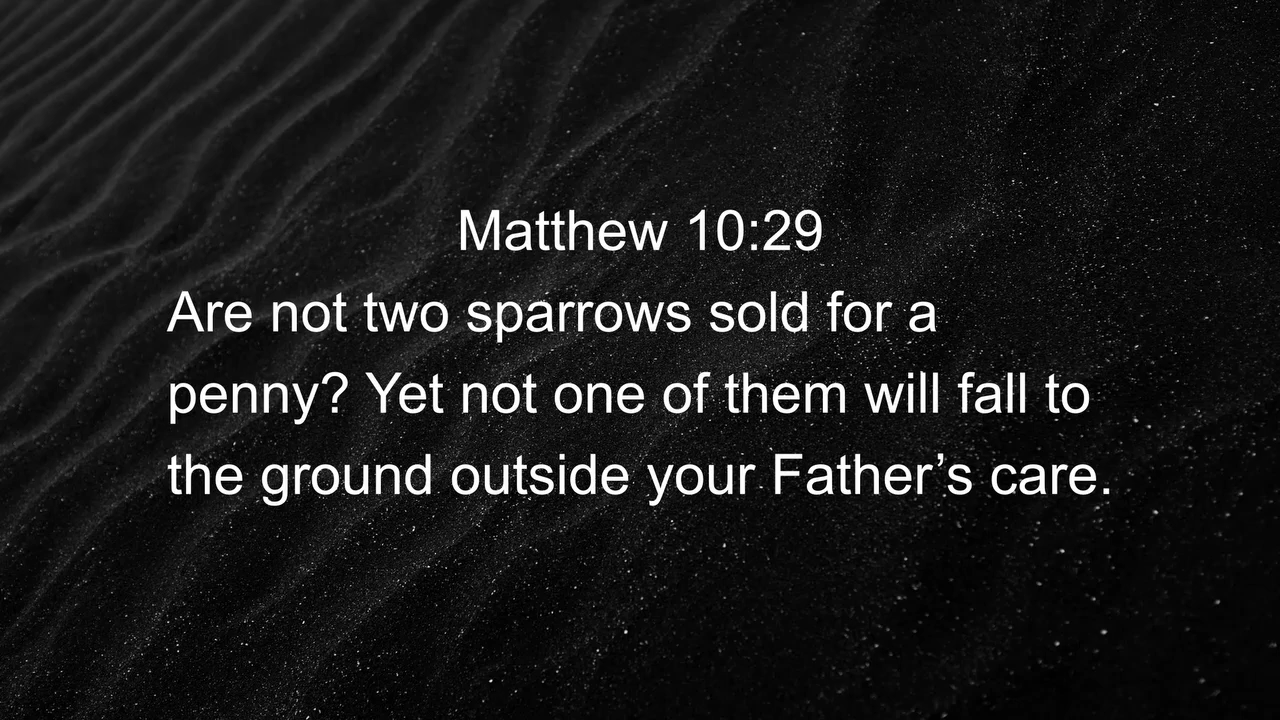 Matthew 10:29
Are not two sparrows sold for a
penny? Yet not one of them will fall to
the ground outside your Father’s care.